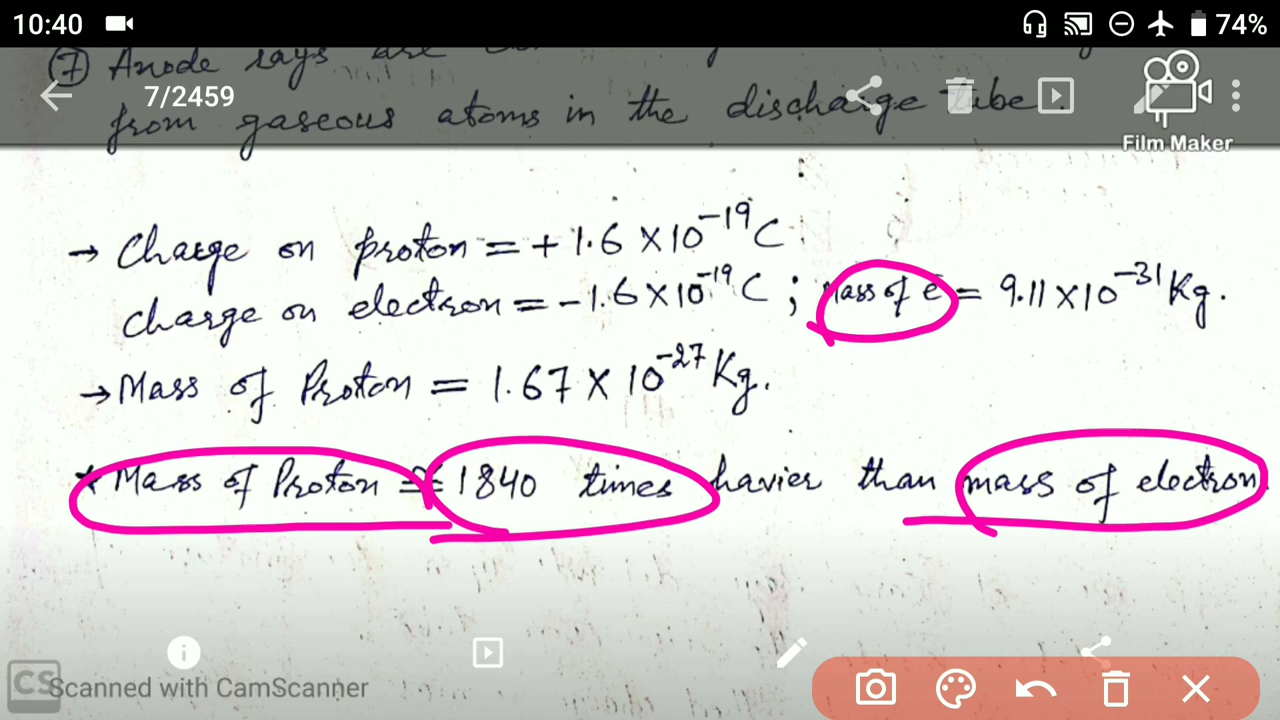 10:40 74%
⑦ Anode rays are
7/2459
from gaseous atoms in the discharge tube.
Film Maker
→ Charge on proton = + 1.6 × 10⁻¹⁹ C
charge on electron = - 1.6 × 10⁻¹⁹ C ; Mass of e⁻ = 9.11 × 10⁻³¹ Kg.
→ Mass of Proton = 1.67 × 10⁻²⁷ Kg.
* Mass of Proton ≅ 1840 times havier than mass of electron.
CS Scanned with CamScanner